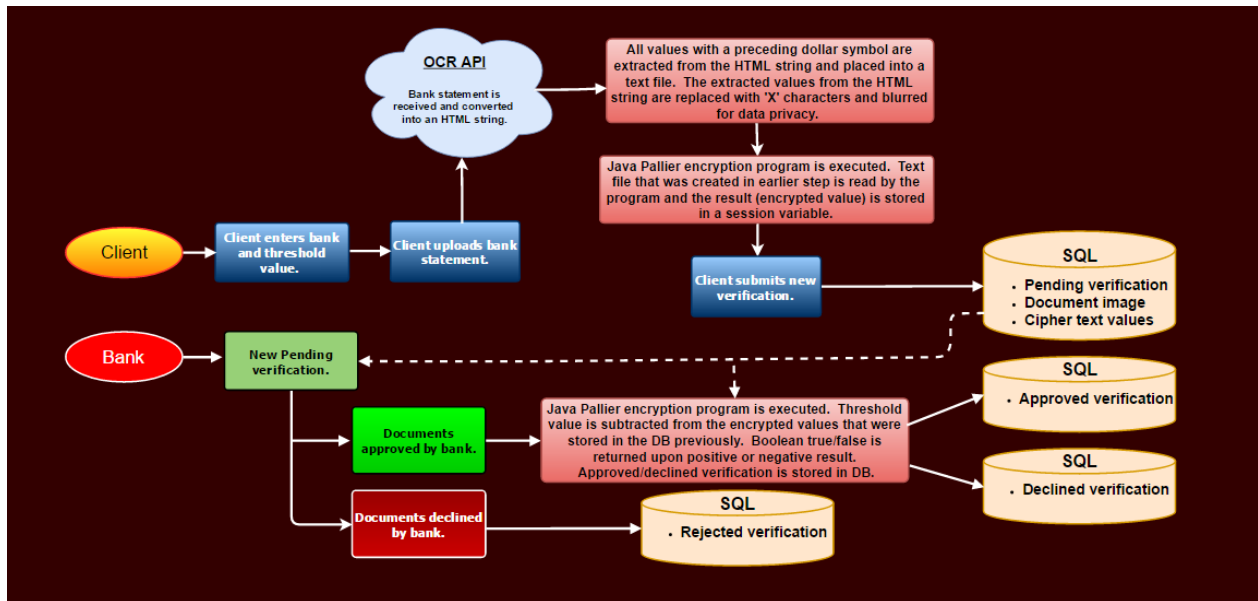 OCR API
Bank statement is
received and converted
into an HTML string.
All values with a preceding dollar symbol are
extracted from the HTML string and placed into a
text file. The extracted values from the HTML
string are replaced with 'X' characters and blurred
for data privacy.
Java Pallier encryption program is executed. Text
file that was created in earlier step is read by the
program and the result (encrypted value) is stored
in a session variable.
Client
Client enters bank
and threshold
value.
Client uploads bank
statement.
Client submits new
verification.
SQL
• Pending verification
• Document image
• Cipher text values
Bank
New Pending
verification.
Documents
approved by bank.
Java Pallier encryption program is executed. Threshold
value is subtracted from the encrypted values that were
stored in the DB previously. Boolean true/false is
returned upon positive or negative result.
Approved/declined verification is stored in DB.
SQL
• Approved verification
SQL
• Declined verification
Documents declined
by bank.
SQL
• Rejected verification